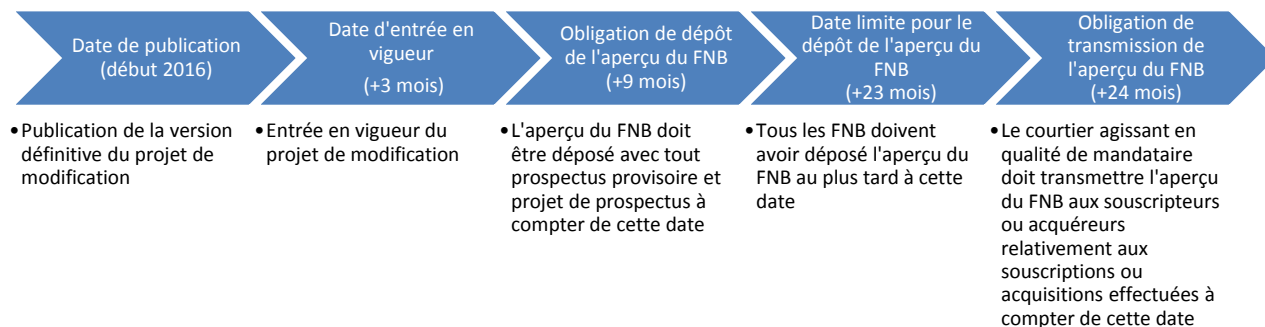 Date de publication
(début 2016)
Date d'entrée en
vigueur
(+3 mois)
Obligation de dépôt
de l'aperçu du FNB
(+9 mois)
Date limite pour le
dépôt de l'aperçu du
FNB
(+23 mois)
Obligation de
transmission de
l'aperçu du FNB
(+24 mois)
•Publication de la version
définitive du projet de
modification
•Entrée en vigueur du
projet de modification
•L'aperçu du FNB doit
être déposé avec tout
prospectus provisoire et
projet de prospectus à
compter de cette date
•Tous les FNB doivent
avoir déposé l'aperçu du
FNB au plus tard à cette
date
•Le courtier agissant en
qualité de mandataire
doit transmettre l'aperçu
du FNB aux souscripteurs
ou acquéreurs
relativement aux
souscriptions ou
acquisitions effectuées à
compter de cette date